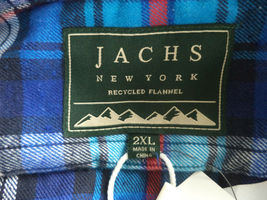 JACHS
NEW YORK
RECYCLED FLANNEL
2XL
MADE IN
CHINA